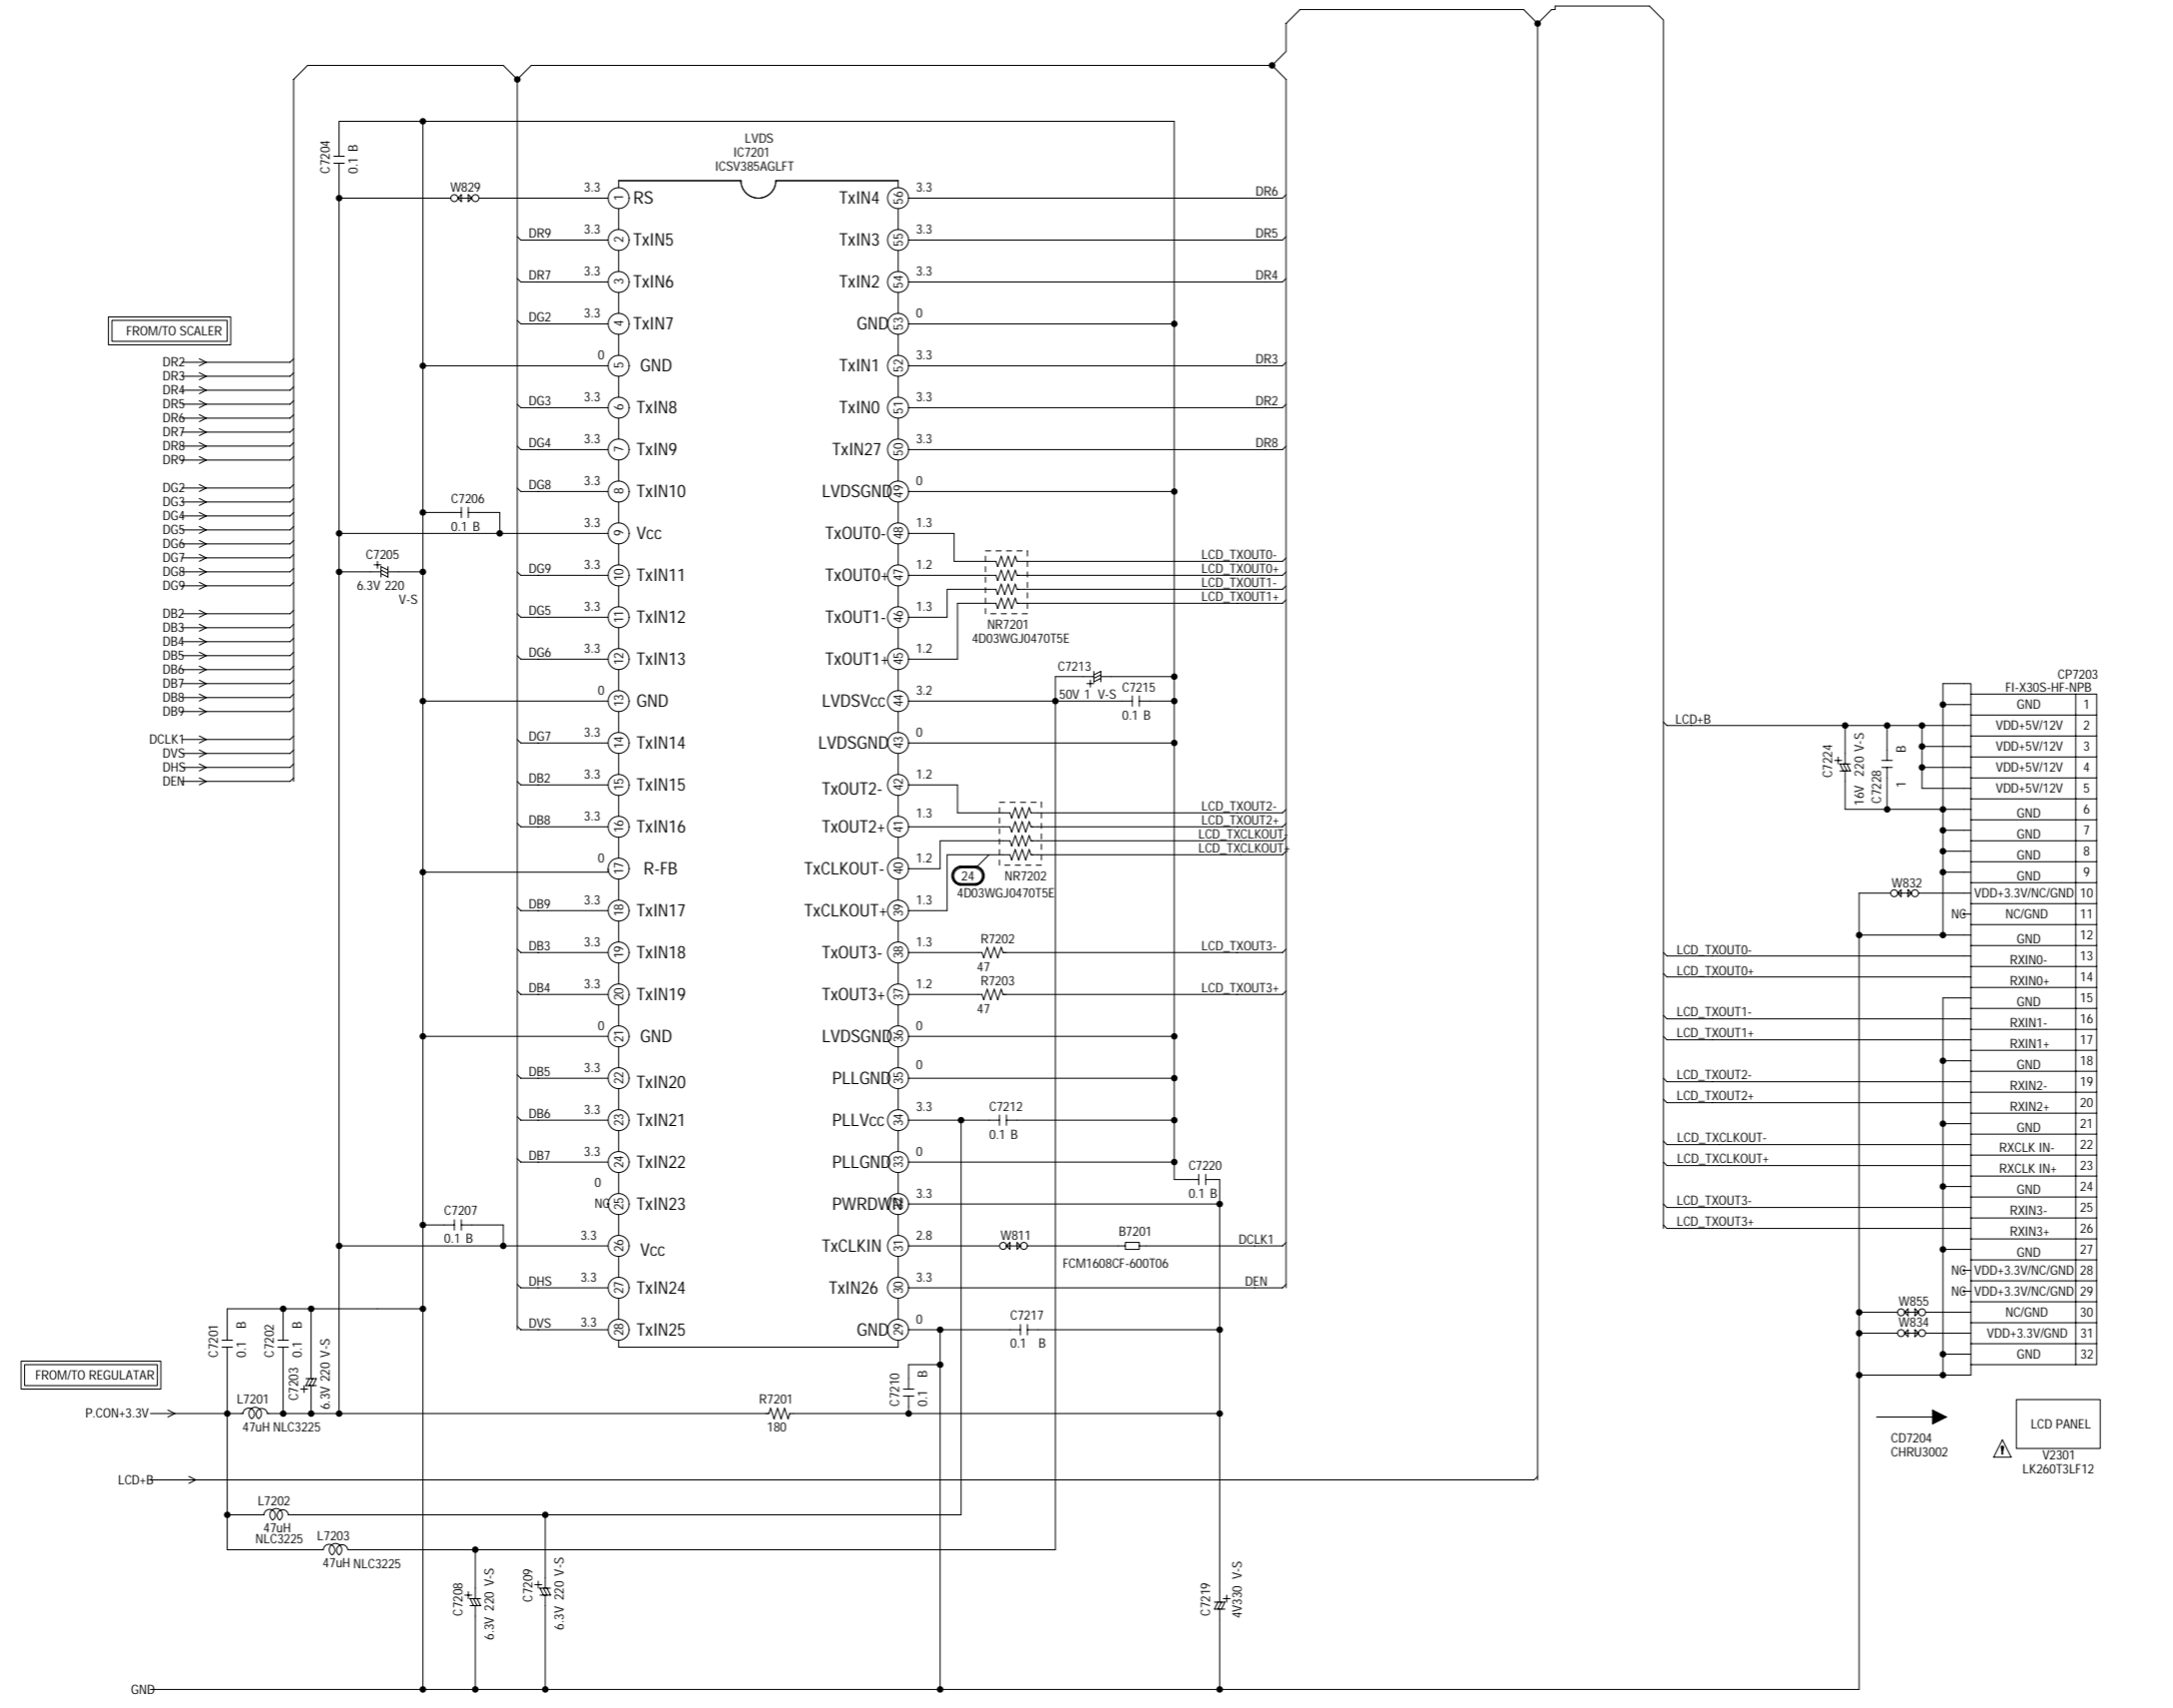 LVDS
IC7201
ICSV385AGLFT
C7204
0.1 B
W829
3.3
1
RS
DR9
3.3
2
TxIN5
DR7
3.3
3
TxIN6
DG2
3.3
4
TxIN7
0
5
GND
DG3
3.3
6
TxIN8
DG4
3.3
7
TxIN9
DG8
3.3
8
TxIN10
C7206
0.1 B
3.3
9
Vcc
C7205
+
6.3V 220
V-S
DG9
3.3
10
TxIN11
DG5
3.3
11
TxIN12
DG6
3.3
12
TxIN13
0
13
GND
DG7
3.3
14
TxIN14
DB2
3.3
15
TxIN15
DB8
3.3
16
TxIN16
0
17
R-FB
DB9
3.3
18
TxIN17
DB3
3.3
19
TxIN18
DB4
3.3
20
TxIN19
0
21
GND
DB5
3.3
22
TxIN20
DB6
3.3
23
TxIN21
DB7
3.3
24
TxIN22
0
NC
25
TxIN23
C7207
0.1 B
3.3
26
Vcc
DHS
3.3
27
TxIN24
DVS
3.3
28
TxIN25
TxIN4
56
3.3
DR6
TxIN3
55
3.3
DR5
TxIN2
54
3.3
DR4
GND
53
0
TxIN1
52
3.3
DR3
TxIN0
51
3.3
DR2
TxIN27
50
3.3
DR8
LVDSGND
49
0
TxOUT0-
48
1.3
LCD_TXOUT0-
TxOUT0+
47
1.2
LCD_TXOUT0+
TxOUT1-
46
1.3
LCD_TXOUT1-
TxOUT1+
45
1.2
LCD_TXOUT1+
NR7201
4D03WGJ0470T5E
C7213
+
50V 1 V-S
C7215
0.1 B
LVDSVcc
44
3.2
LVDSGND
43
0
TxOUT2-
42
1.2
LCD_TXOUT2-
TxOUT2+
41
1.3
LCD_TXOUT2+
TxCLKOUT-
40
1.2
LCD_TXCLKOUT-
TxCLKOUT+
39
1.3
LCD_TXCLKOUT+
24
NR7202
4D03WGJ0470T5E
TxOUT3-
38
1.3
R7202
47
LCD_TXOUT3-
TxOUT3+
37
1.2
R7203
47
LCD_TXOUT3+
LVDSGND
36
0
PLLGND
35
0
PLLVcc
34
3.3
C7212
0.1 B
PLLGND
33
0
C7220
0.1 B
PWRDWN
3.3
TxCLKIN
31
2.8
W811
B7201
FCM1608CF-600T06
DCLK1
TxIN26
30
3.3
DEN
GND
29
0
C7217
0.1 B
C7210
0.1 B
FROM/TO SCALER
DR2
DR3
DR4
DR5
DR6
DR7
DR8
DR9
DG2
DG3
DG4
DG5
DG6
DG7
DG8
DG9
DB2
DB3
DB4
DB5
DB6
DB7
DB8
DB9
DCLK1
DVS
DHS
DEN
C7201
0.1 B
C7202
0.1 B
C7203
+
6.3V 220 V-S
FROM/TO REGULATAR
P.CON+3.3V
L7201
47uH NLC3225
R7201
180
LCD+B
L7202
47uH
NLC3225
L7203
47uH NLC3225
C7208
+
6.3V 220 V-S
C7209
+
6.3V 220 V-S
C7219
+
4V330 V-S
GND
CP7203
FI-X30S-HF-NPB
LCD+B
C7224
+
16V 220 V-S
C7228
1 B
GND 1
VDD+5V/12V 2
VDD+5V/12V 3
VDD+5V/12V 4
VDD+5V/12V 5
GND 6
GND 7
GND 8
GND 9
W832
VDD+3.3V/NC/GND 10
NC
NC/GND 11
GND 12
LCD_TXOUT0-
RXIN0- 13
LCD_TXOUT0+
RXIN0+ 14
GND 15
LCD_TXOUT1-
RXIN1- 16
LCD_TXOUT1+
RXIN1+ 17
GND 18
LCD_TXOUT2-
RXIN2- 19
LCD_TXOUT2+
RXIN2+ 20
GND 21
LCD_TXCLKOUT-
RXCLK IN- 22
LCD_TXCLKOUT+
RXCLK IN+ 23
GND 24
LCD_TXOUT3-
RXIN3- 25
LCD_TXOUT3+
RXIN3+ 26
GND 27
NC
VDD+3.3V/NC/GND 28
NC
VDD+3.3V/NC/GND 29
W855
NC/GND 30
W834
VDD+3.3V/GND 31
GND 32
CD7204
CHRU3002
LCD PANEL
V2301
LK260T3LF12